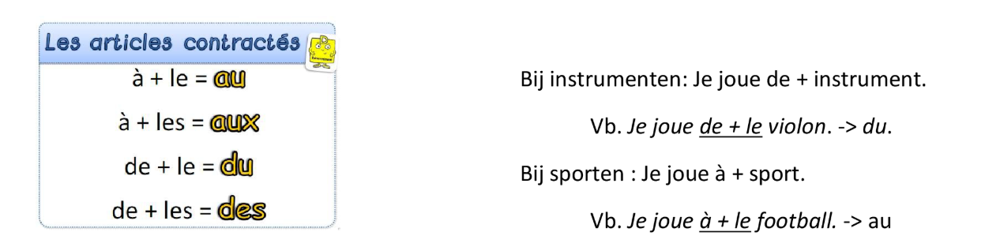 Les articles contractés
à + le = au
à + les = aux
de + le = du
de + les = des
Bij instrumenten: Je joue de + instrument.
Vb. Je joue de + le violon. -> du.
Bij sporten : Je joue à + sport.
Vb. Je joue à + le football. -> au